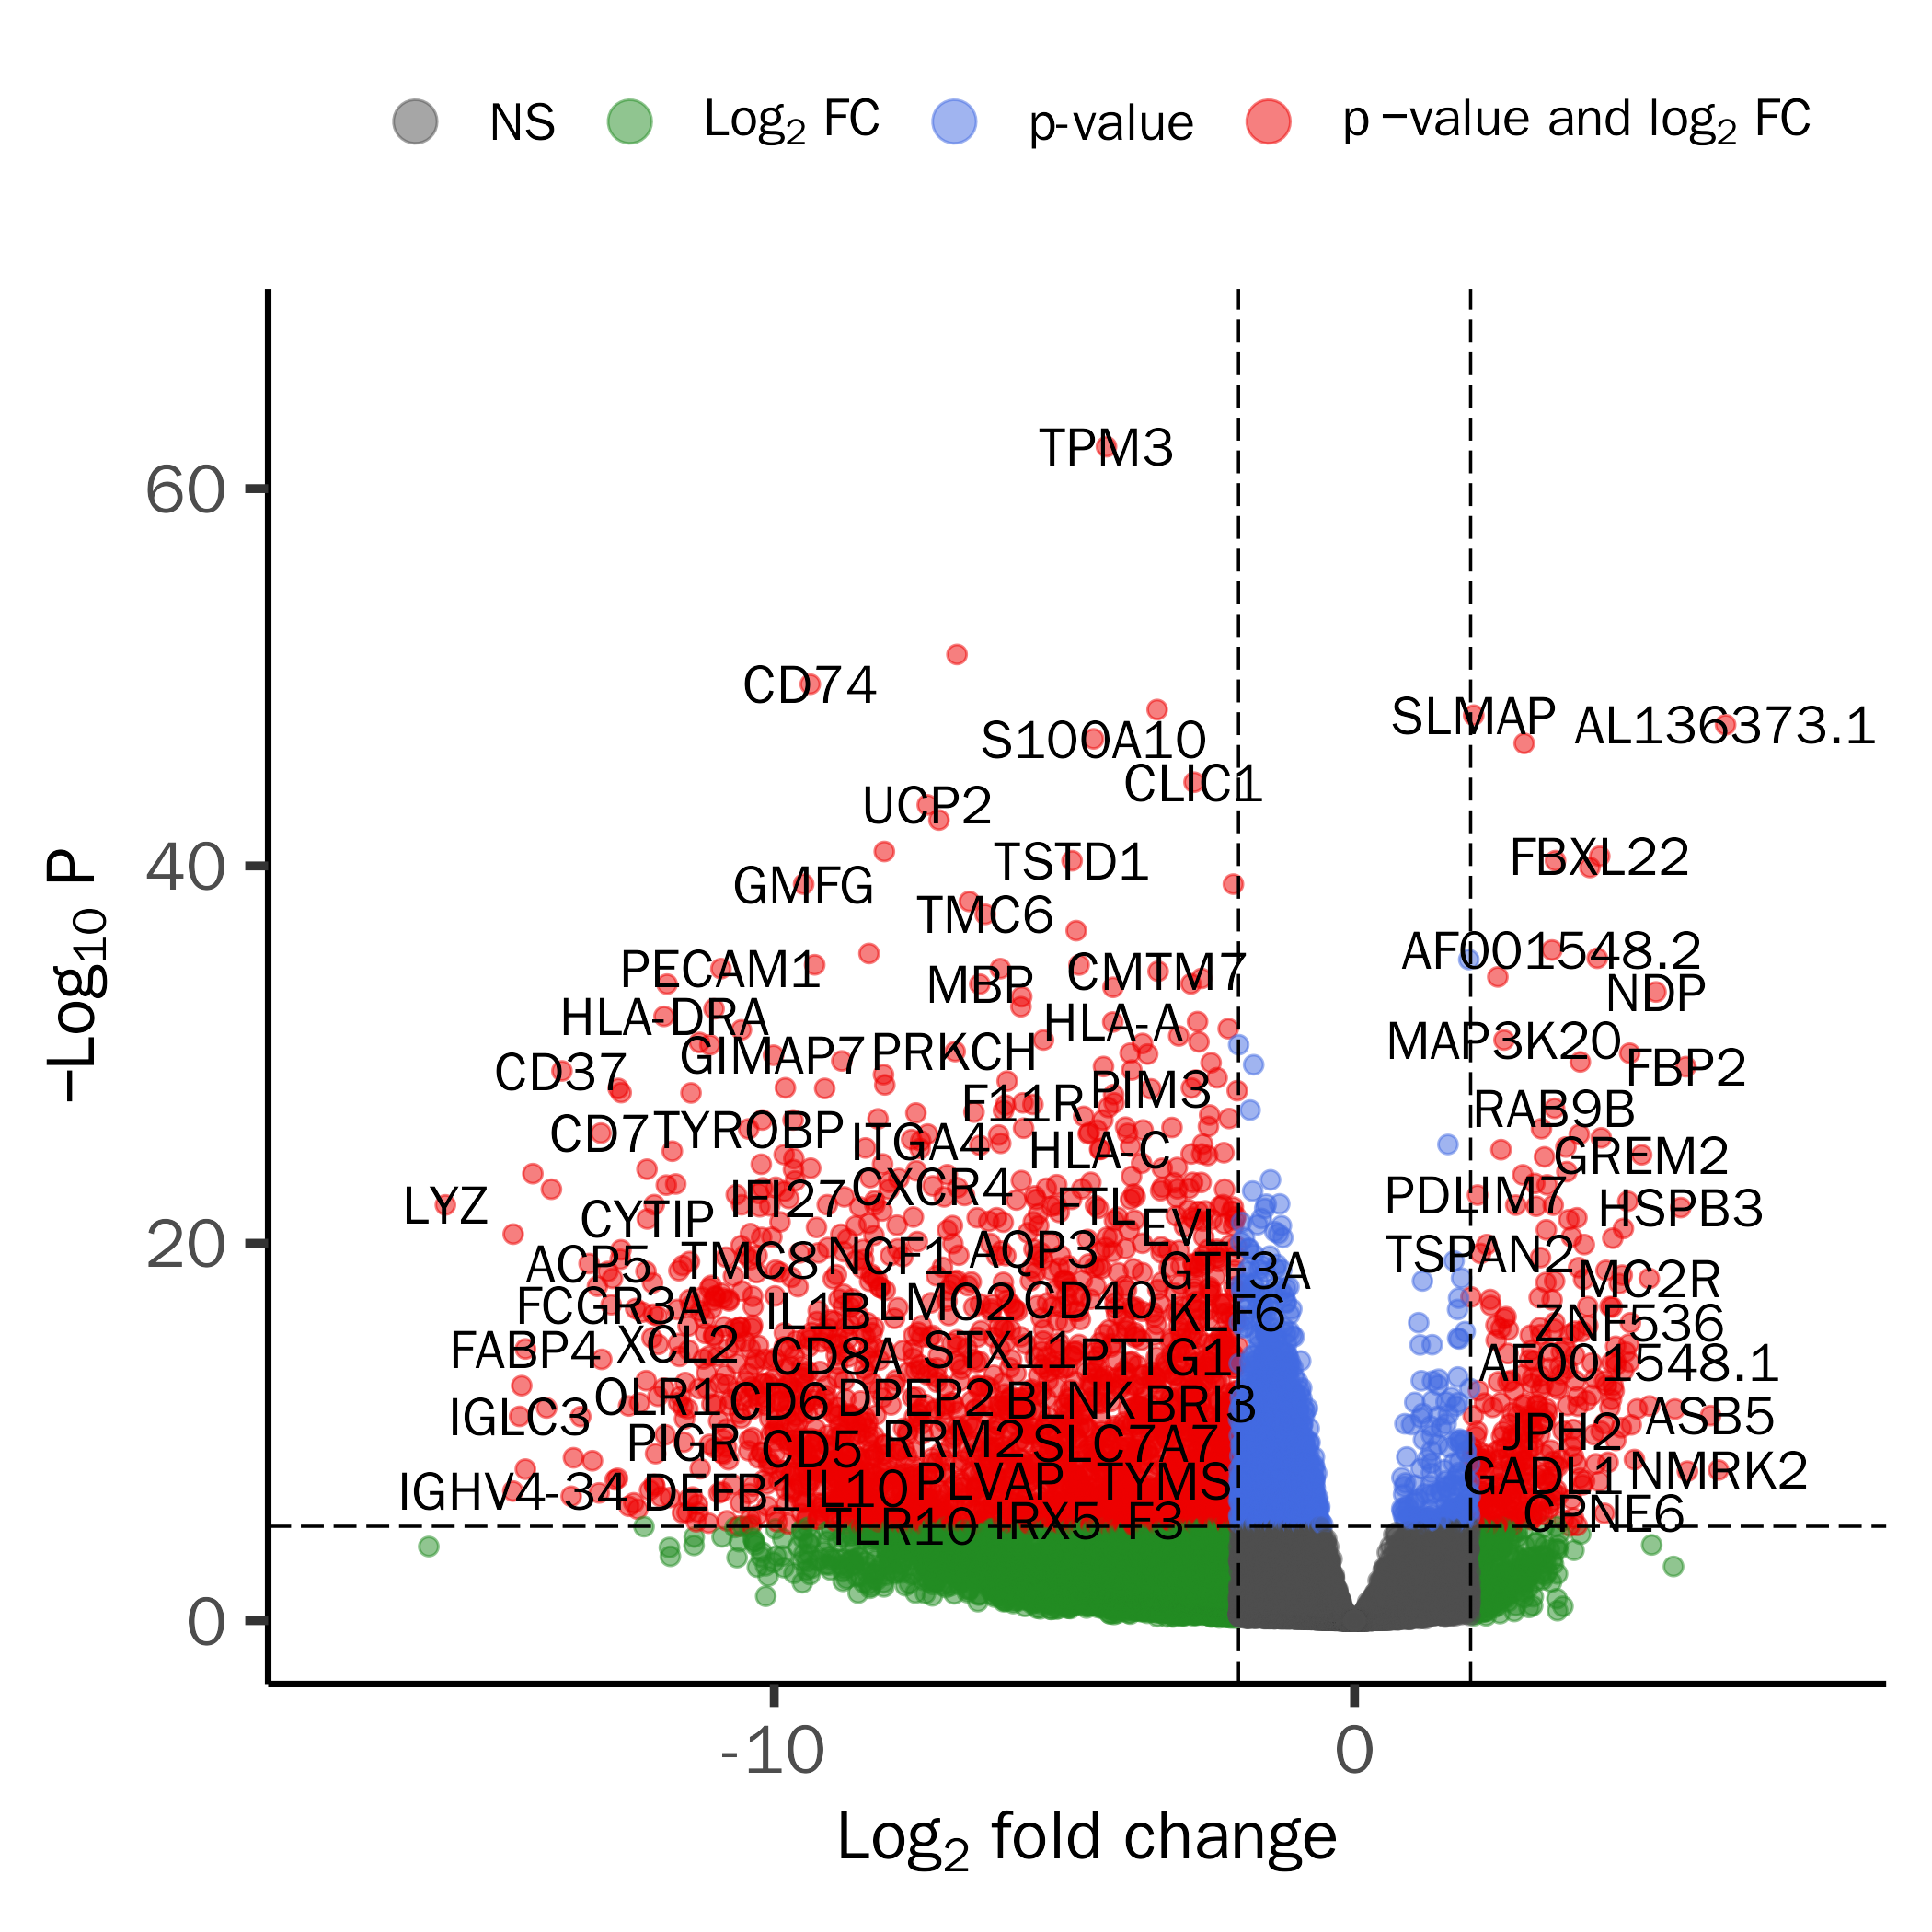 NS Log2 FC p-value p −value and log2 FC
TPM3
CD74
SLMAP AL136373.1
S100A10
CLIC1
UCP2
TSTD1 FBXL22
GMFG
TMC6
AF001548.2
PECAM1 CMTM7
MBP NDP
HLA-DRA HLA-A
MAP3K20
GIMAP7 PRKCH
CD37 FBP2
F11R PIM3 RAB9B
CD7 TYROBP ITGA4
HLA-C GREM2
LYZ IFI27 CXCR4 PDLIM7
CYTIP FTL HSPB3
EVL
ACP5 TMC8 NCF1 AQP3 TSPAN2
GTF3A MC2R
FCGR3A IL1B LMO2 CD40 KLF6
ZNF536
FABP4 XCL2 CD8A STX11 PTTG1 AF001548.1
OLR1 CD6 DPEP2 BLNK BRI3
IGLC3 ASB5
PIGR CD5 RRM2 SLC7A7 JPH2
IGHV4-34 DEFB1 IL10 PLVAP TYMS GADL1 NMRK2
TLR10 IRX5 F3 CPNE6
60
40
20
0
−Log10 P
-10 0
Log2 fold change